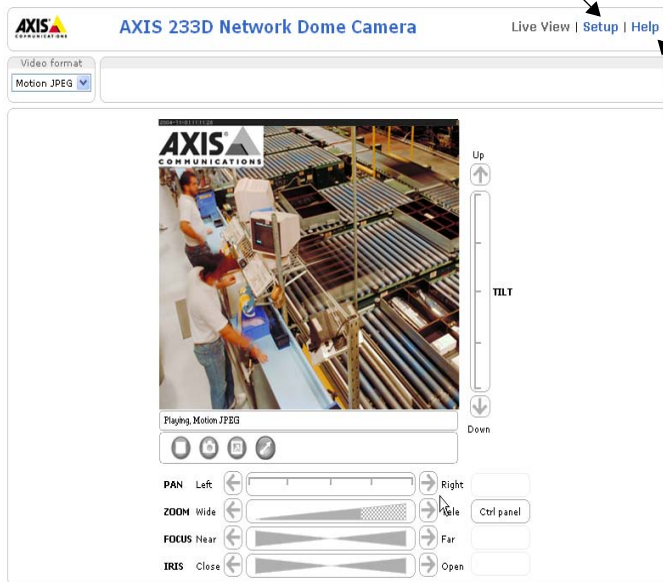 AXIS
COMMUNICATIONS
AXIS 233D Network Dome Camera
Live View | Setup | Help
Video format
Motion JPEG
AXIS
COMMUNICATIONS
Up
TILT
Down
Playing, Motion JPEG
PAN Left Right
ZOOM Wide Tele Ctrl panel
FOCUS Near Far
IRIS Close Open